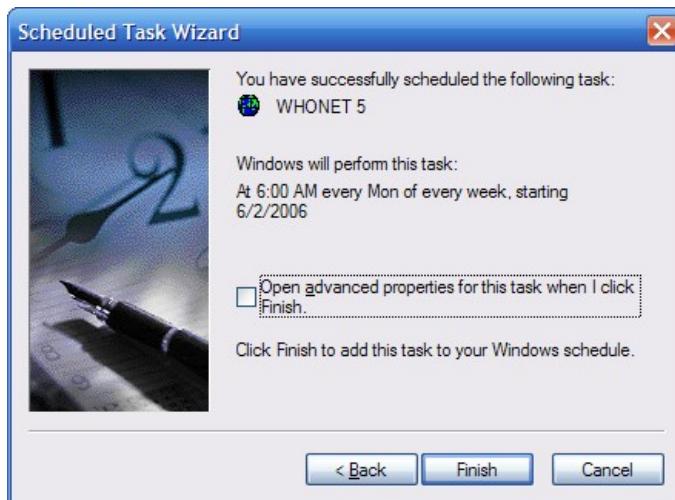 Scheduled Task Wizard
You have successfully scheduled the following task:
WHONET 5
Windows will perform this task:
At 6:00 AM every Mon of every week, starting
6/2/2006
Open advanced properties for this task when I click
Finish.
Click Finish to add this task to your Windows schedule.
< Back
Finish
Cancel